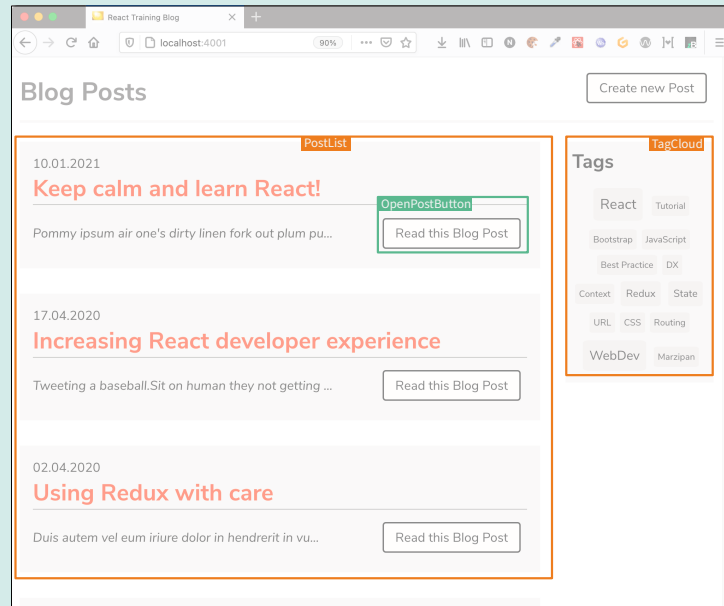 React Training Blog
localhost:4001
90%
Blog Posts
Create new Post
PostList
10.01.2021
Keep calm and learn React!
OpenPostButton
Pommy ipsum air one's dirty linen fork out plum pu...
Read this Blog Post
17.04.2020
Increasing React developer experience
Tweeting a baseball.Sit on human they not getting ...
Read this Blog Post
02.04.2020
Using Redux with care
Duis autem vel eum iriure dolor in hendrerit in vu...
Read this Blog Post
TagCloud
Tags
React Tutorial
Bootstrap JavaScript
Best Practice DX
Context Redux State
URL CSS Routing
WebDev Marzipan